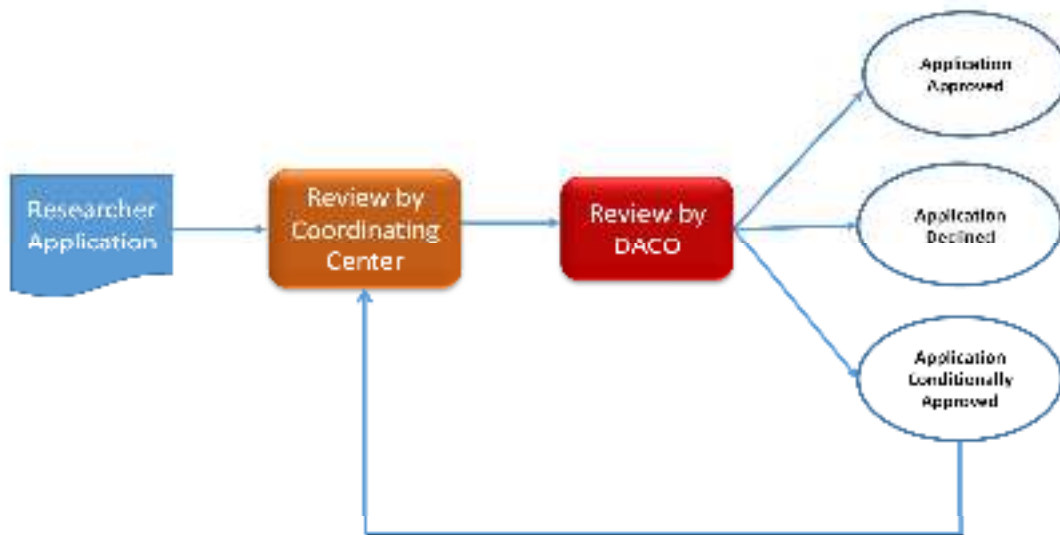 Researcher
Application
Review by
Coordinating
Center
Review by
DACO
Application
Approved
Application
Declined
Application
Conditionally
Approved